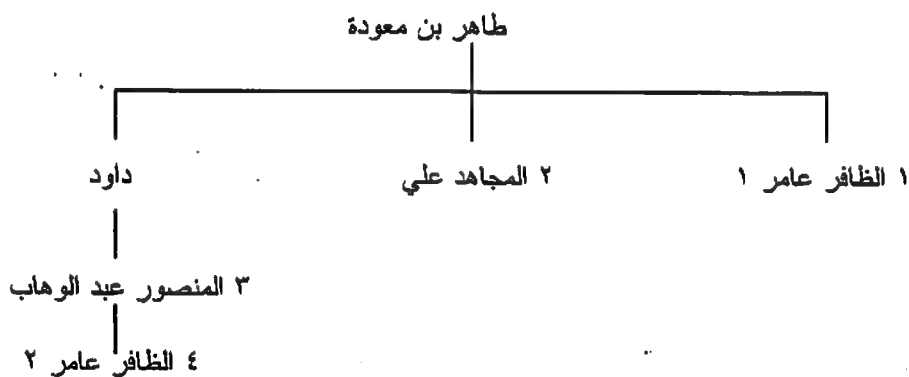 طاهر بن معودة
١ الظافر عامر ١
٢ المجاهد علي
داود
٣ المنصور عبد الوهاب
٤ الظافر عامر ٢